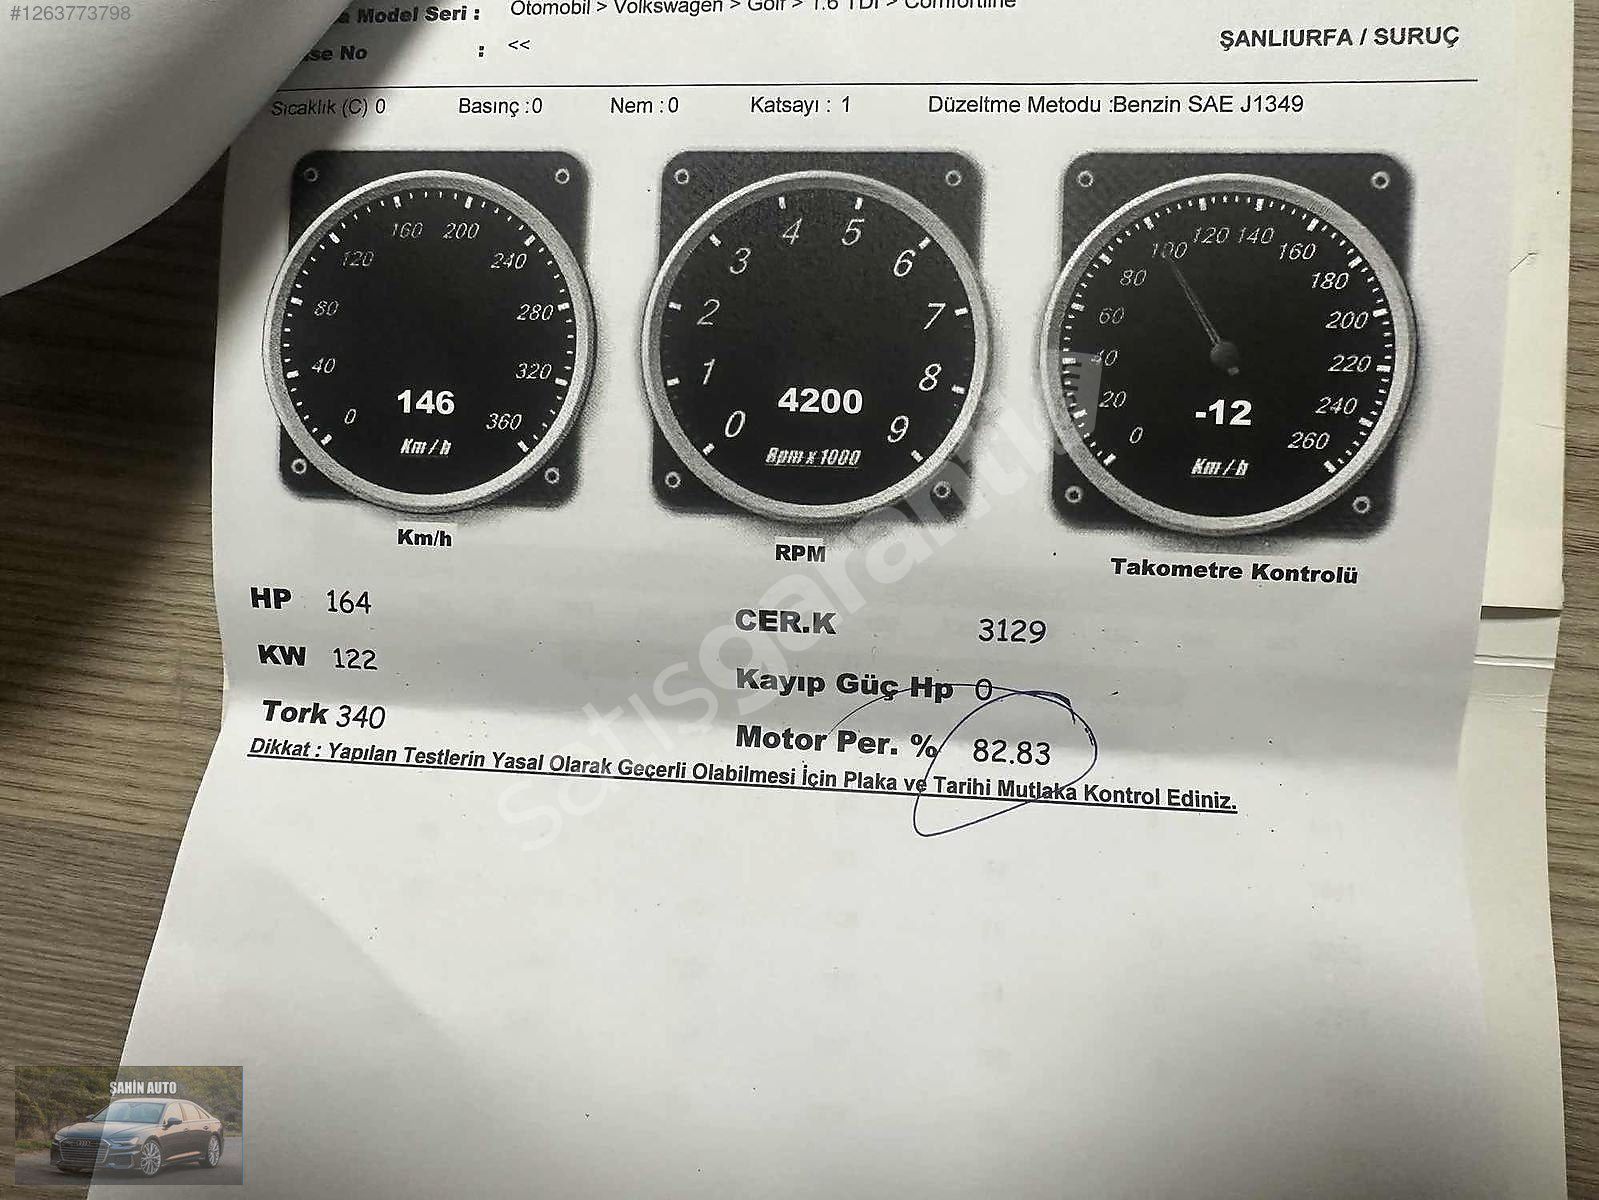 #1263773798
Model Seri : Otomobil > Volkswagen > Golf > 1.6 TDI > Comfortline
No : <<
ŞANLIURFA / SURUÇ
Sıcaklık (C) 0 Basınç :0 Nem :0 Katsayı : 1 Düzeltme Metodu :Benzin SAE J1349
0 40 80 120 160 200 240 280 320 360
146
Km / h
Km/h
0 1 2 3 4 5 6 7 8 9
4200
Rpm x 1000
RPM
0 20 40 60 80 100 120 140 160 180 200 220 240 260
-12
Km / h
Takometre Kontrolü
HP 164
KW 122
Tork 340
CER.K 3129
Kayıp Güç Hp 0
Motor Per. % 82.83
Dikkat : Yapılan Testlerin Yasal Olarak Geçerli Olabilmesi İçin Plaka ve Tarihi Mutlaka Kontrol Ediniz.
satışgarantiy
ŞAHİN AUTO